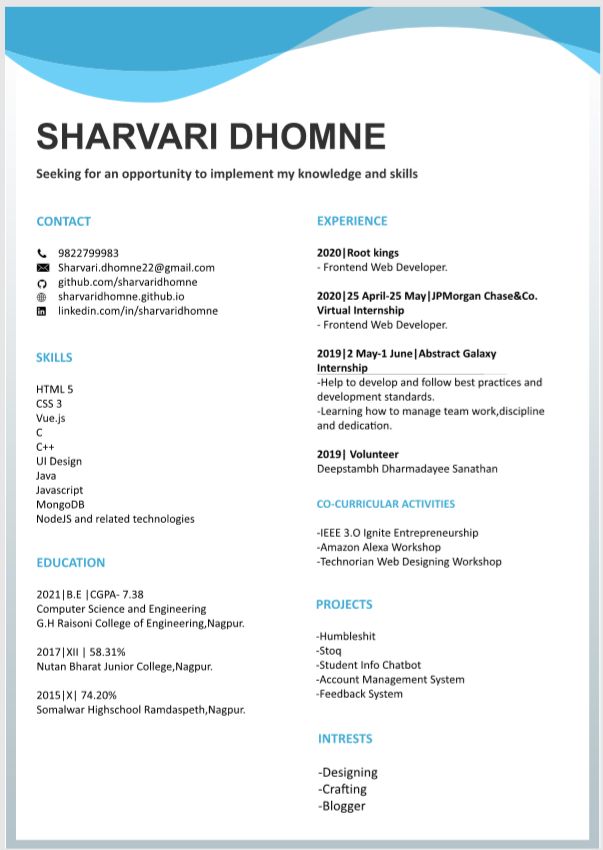 SHARVARI DHOMNE
Seeking for an opportunity to implement my knowledge and skills
CONTACT
9822799983
Sharvari.dhomne22@gmail.com
github.com/sharvaridhomne
sharvaridhomne.github.io
linkedin.com/in/sharvaridhomne
SKILLS
HTML 5
CSS 3
Vue.js
C
C++
UI Design
Java
Javascript
MongoDB
NodeJS and related technologies
EDUCATION
2021|B.E |CGPA- 7.38
Computer Science and Engineering
G.H Raisoni College of Engineering,Nagpur.
2017|XII | 58.31%
Nutan Bharat Junior College,Nagpur.
2015|X| 74.20%
Somalwar Highschool Ramdaspeth,Nagpur.
EXPERIENCE
2020|Root kings
- Frontend Web Developer.
2020|25 April-25 May|JPMorgan Chase&Co.
Virtual Internship
- Frontend Web Developer.
2019|2 May-1 June|Abstract Galaxy
Internship
-Help to develop and follow best practices and
development standards.
-Learning how to manage team work,discipline
and dedication.
2019| Volunteer
Deepstambh Dharmadayee Sanathan
CO-CURRICULAR ACTIVITIES
-IEEE 3.O Ignite Entrepreneurship
-Amazon Alexa Workshop
-Technorian Web Designing Workshop
PROJECTS
-Humbleshit
-Stoq
-Student Info Chatbot
-Account Management System
-Feedback System
INTRESTS
-Designing
-Crafting
-Blogger